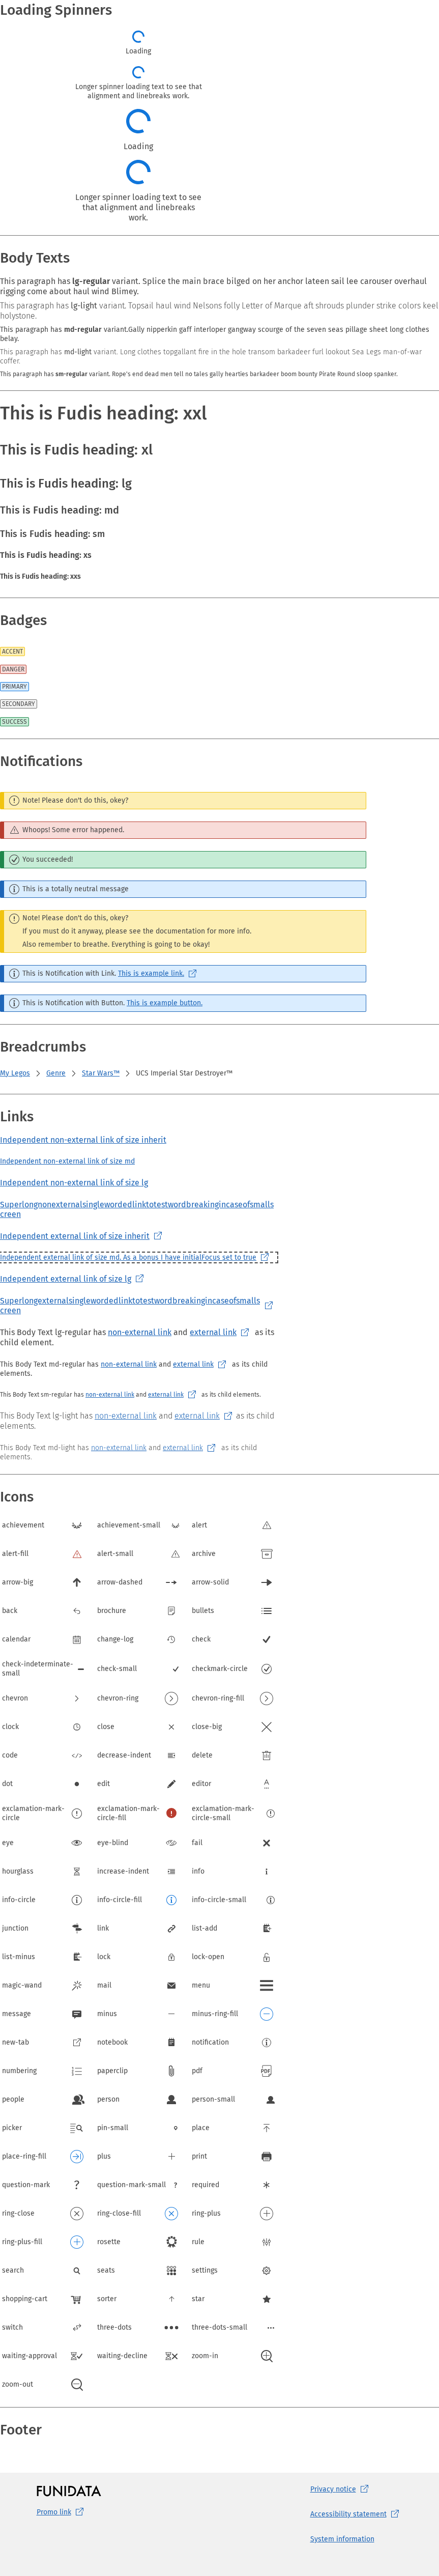 Loading Spinners
Loading
Longer spinner loading text to see that
alignment and linebreaks work.
Loading
Longer spinner loading text to see
that alignment and linebreaks
work.
Body Texts
This paragraph has lg-regular variant. Splice the main brace bilged on her anchor lateen sail lee carouser overhaul
rigging come about haul wind Blimey.
This paragraph has lg-light variant. Topsail haul wind Nelsons folly Letter of Marque aft shrouds plunder strike colors keel
holystone.
This paragraph has md-regular variant.Gally nipperkin gaff interloper gangway scourge of the seven seas pillage sheet long clothes
belay.
This paragraph has md-light variant. Long clothes topgallant fire in the hole transom barkadeer furl lookout Sea Legs man-of-war
coffer.
This paragraph has sm-regular variant. Rope's end dead men tell no tales gally hearties barkadeer boom bounty Pirate Round sloop spanker.
This is Fudis heading: xxl
This is Fudis heading: xl
This is Fudis heading: lg
This is Fudis heading: md
This is Fudis heading: sm
This is Fudis heading: xs
This is Fudis heading: xxs
Badges
ACCENT
DANGER
PRIMARY
SECONDARY
SUCCESS
Notifications
Note! Please don't do this, okey?
Whoops! Some error happened.
You succeeded!
This is a totally neutral message
Note! Please don't do this, okey?
If you must do it anyway, please see the documentation for more info.
Also remember to breathe. Everything is going to be okay!
This is Notification with Link. This is example link.
This is Notification with Button. This is example button.
Breadcrumbs
My Legos Genre Star Wars™ UCS Imperial Star Destroyer™
Links
Independent non-external link of size inherit
Independent non-external link of size md
Independent non-external link of size lg
Superlongnonexternalsinglewordedlinktotestwordbreakingincaseofsmalls
creen
Independent external link of size inherit
Independent external link of size md. As a bonus I have initialFocus set to true
Independent external link of size lg
Superlongexternalsinglewordedlinktotestwordbreakingincaseofsmalls
creen
This Body Text lg-regular has non-external link and external link as its
child element.
This Body Text md-regular has non-external link and external link as its child
elements.
This Body Text sm-regular has non-external link and external link as its child elements.
This Body Text lg-light has non-external link and external link as its child
elements.
This Body Text md-light has non-external link and external link as its child
elements.
Icons
achievement achievement-small alert
alert-fill alert-small archive
arrow-big arrow-dashed arrow-solid
back brochure bullets
calendar change-log check
check-indeterminate-
small check-small checkmark-circle
chevron chevron-ring chevron-ring-fill
clock close close-big
code decrease-indent delete
dot edit editor
exclamation-mark-
circle exclamation-mark-
circle-fill exclamation-mark-
circle-small
eye eye-blind fail
hourglass increase-indent info
info-circle info-circle-fill info-circle-small
junction link list-add
list-minus lock lock-open
magic-wand mail menu
message minus minus-ring-fill
new-tab notebook notification
numbering paperclip pdf
people person person-small
picker pin-small place
place-ring-fill plus print
question-mark question-mark-small required
ring-close ring-close-fill ring-plus
ring-plus-fill rosette rule
search seats settings
shopping-cart sorter star
switch three-dots three-dots-small
waiting-approval waiting-decline zoom-in
zoom-out
Footer
FUNIDATA
Promo link
Privacy notice
Accessibility statement
System information